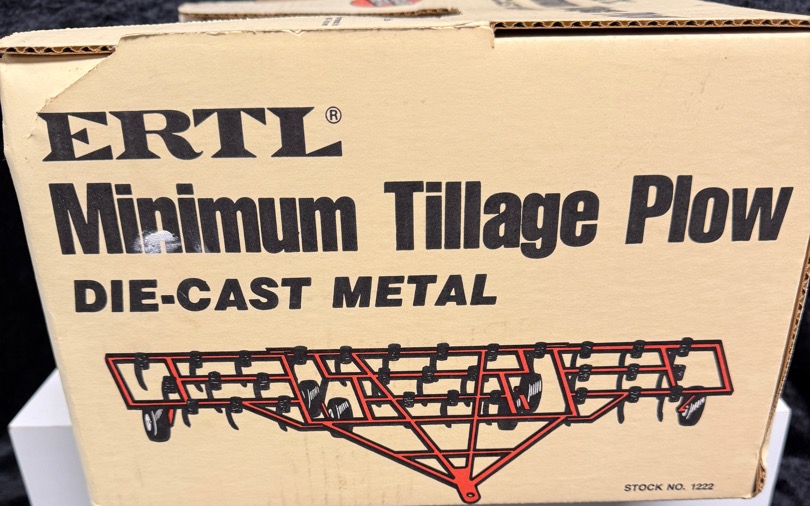 ERTL®
Minimum Tillage Plow
DIE-CAST METAL
STOCK NO. 1222